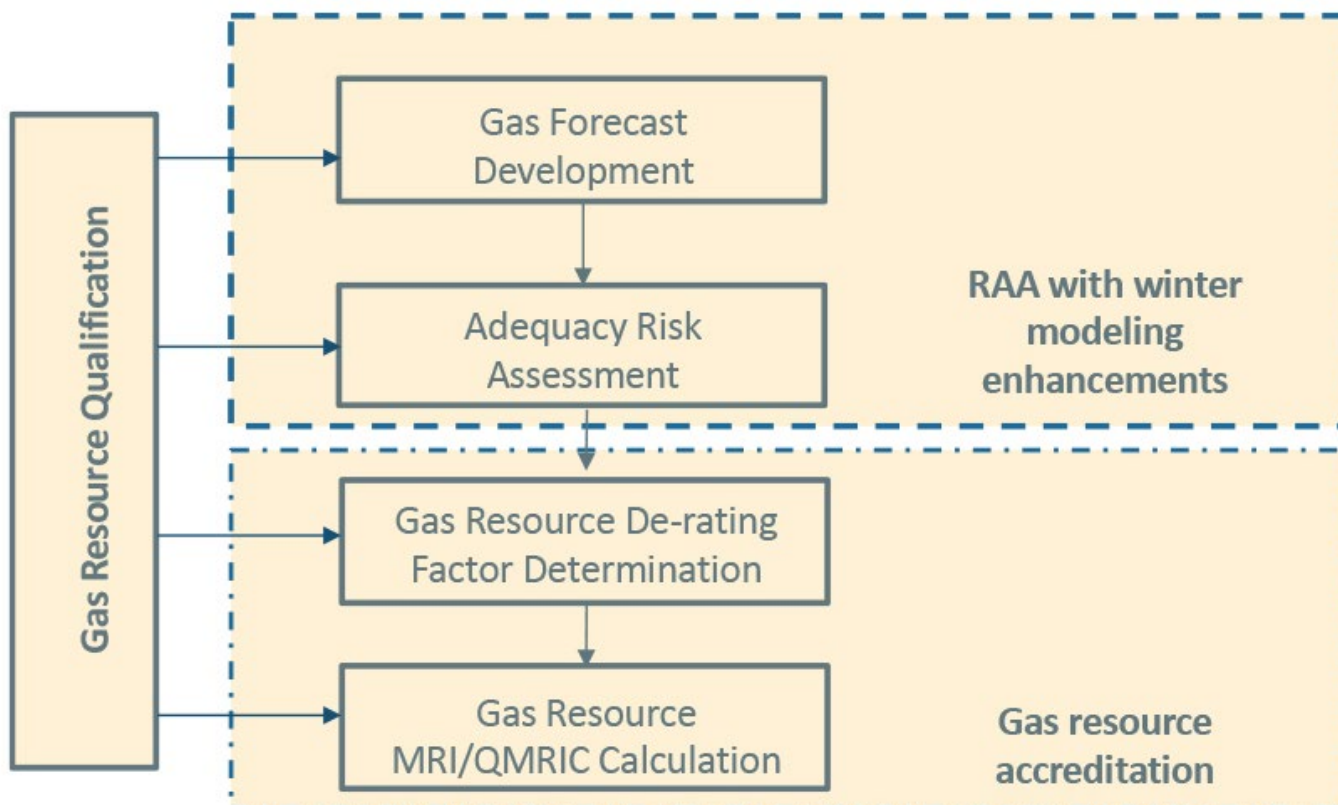 Gas Resource Qualification
Gas Forecast
Development
Adequacy Risk
Assessment
RAA with winter
modeling
enhancements
Gas Resource De-rating
Factor Determination
Gas Resource
MRI/QMRIC Calculation
Gas resource
accreditation